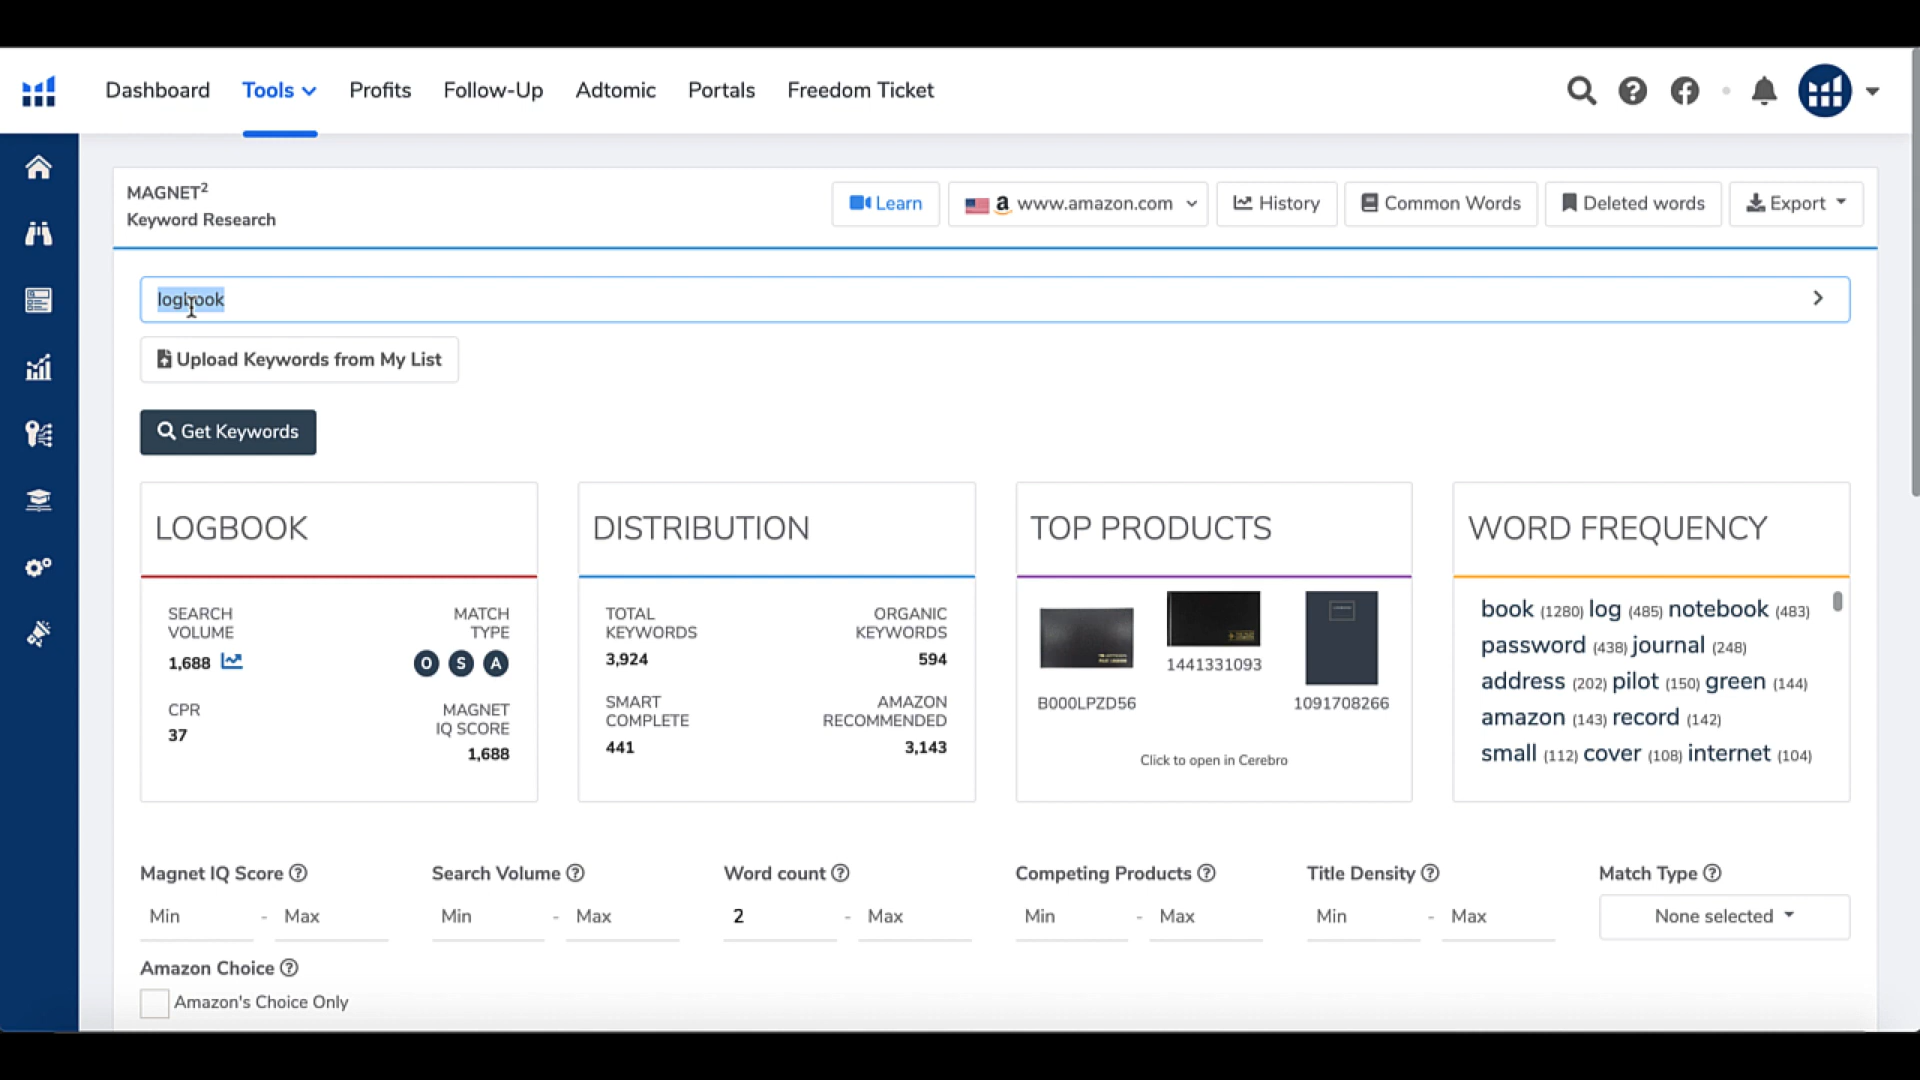 Dashboard Tools Profits Follow-Up Adtomic Portals Freedom Ticket
MAGNET²
Keyword Research
Learn a www.amazon.com History Common Words Deleted words Export
logbook
Upload Keywords from My List
Get Keywords
LOGBOOK
SEARCH VOLUME
1,688
MATCH TYPE
O S A
CPR
37
MAGNET IQ SCORE
1,688
DISTRIBUTION
TOTAL KEYWORDS
3,924
ORGANIC KEYWORDS
594
SMART COMPLETE
441
AMAZON RECOMMENDED
3,143
TOP PRODUCTS
B000LPZD56
1441331093
1091708266
Click to open in Cerebro
WORD FREQUENCY
book (1280) log (485) notebook (483)
password (438) journal (248)
address (202) pilot (150) green (144)
amazon (143) record (142)
small (112) cover (108) internet (104)
Magnet IQ Score Search Volume Word count Competing Products Title Density Match Type
Min - Max Min - Max 2 - Max Min - Max Min - Max None selected
Amazon Choice
Amazon's Choice Only